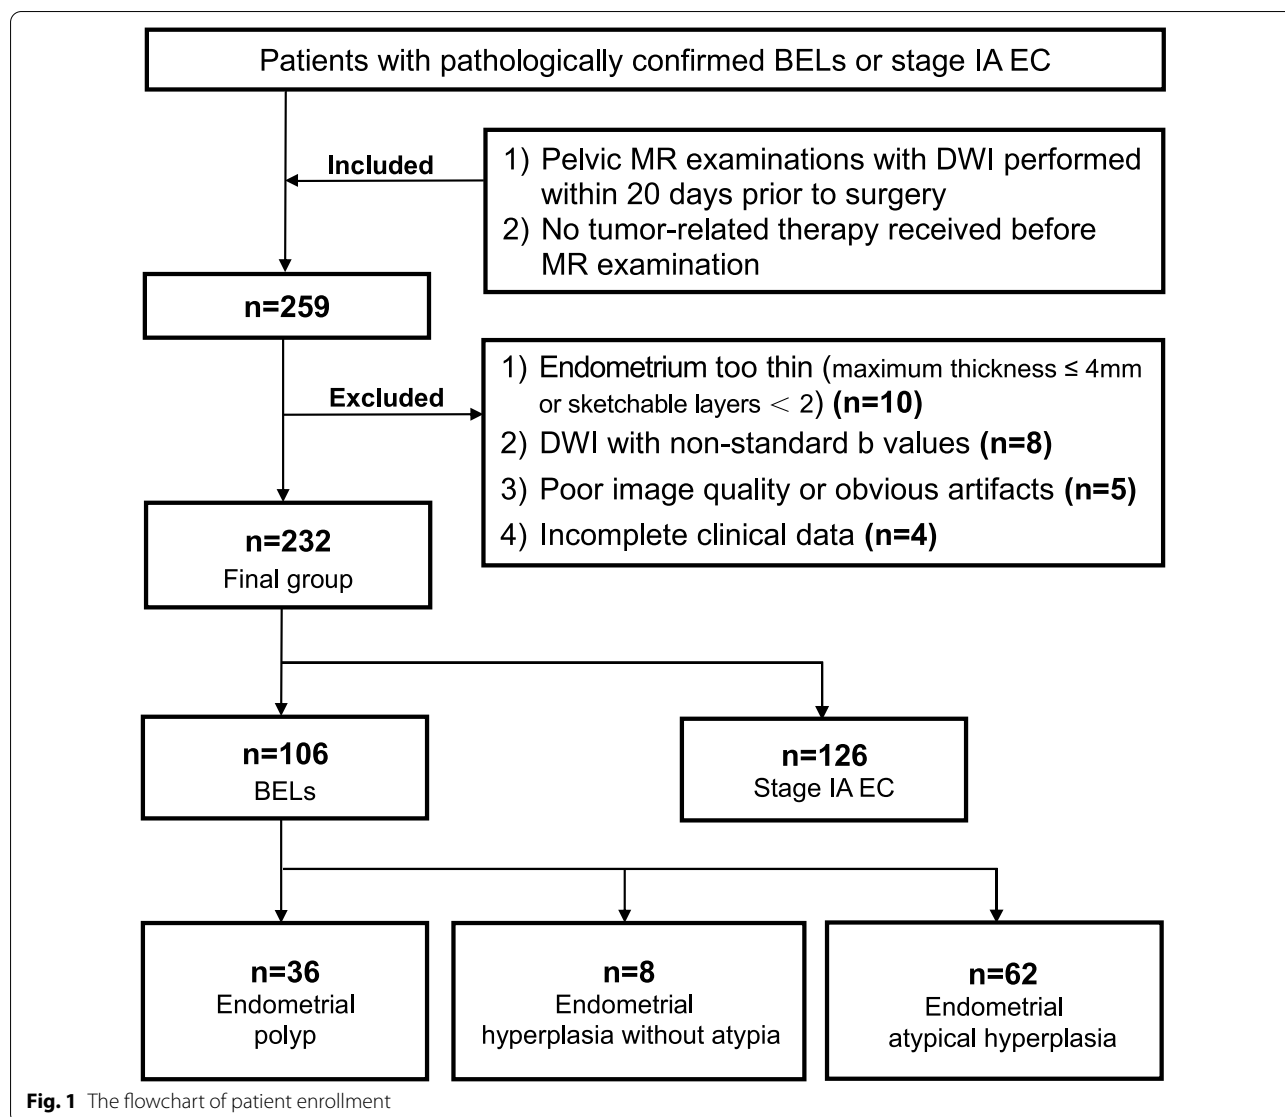 Patients with pathologically confirmed BELs or stage IA EC
Included
1) Pelvic MR examinations with DWI performed
within 20 days prior to surgery
2) No tumor-related therapy received before
MR examination
n=259
Excluded
1) Endometrium too thin (maximum thickness ≤ 4mm
or sketchable layers < 2) (n=10)
2) DWI with non-standard b values (n=8)
3) Poor image quality or obvious artifacts (n=5)
4) Incomplete clinical data (n=4)
n=232
Final group
n=106
BELs
n=126
Stage IA EC
n=36
Endometrial
polyp
n=8
Endometrial
hyperplasia without atypia
n=62
Endometrial
atypical hyperplasia
Fig. 1 The flowchart of patient enrollment